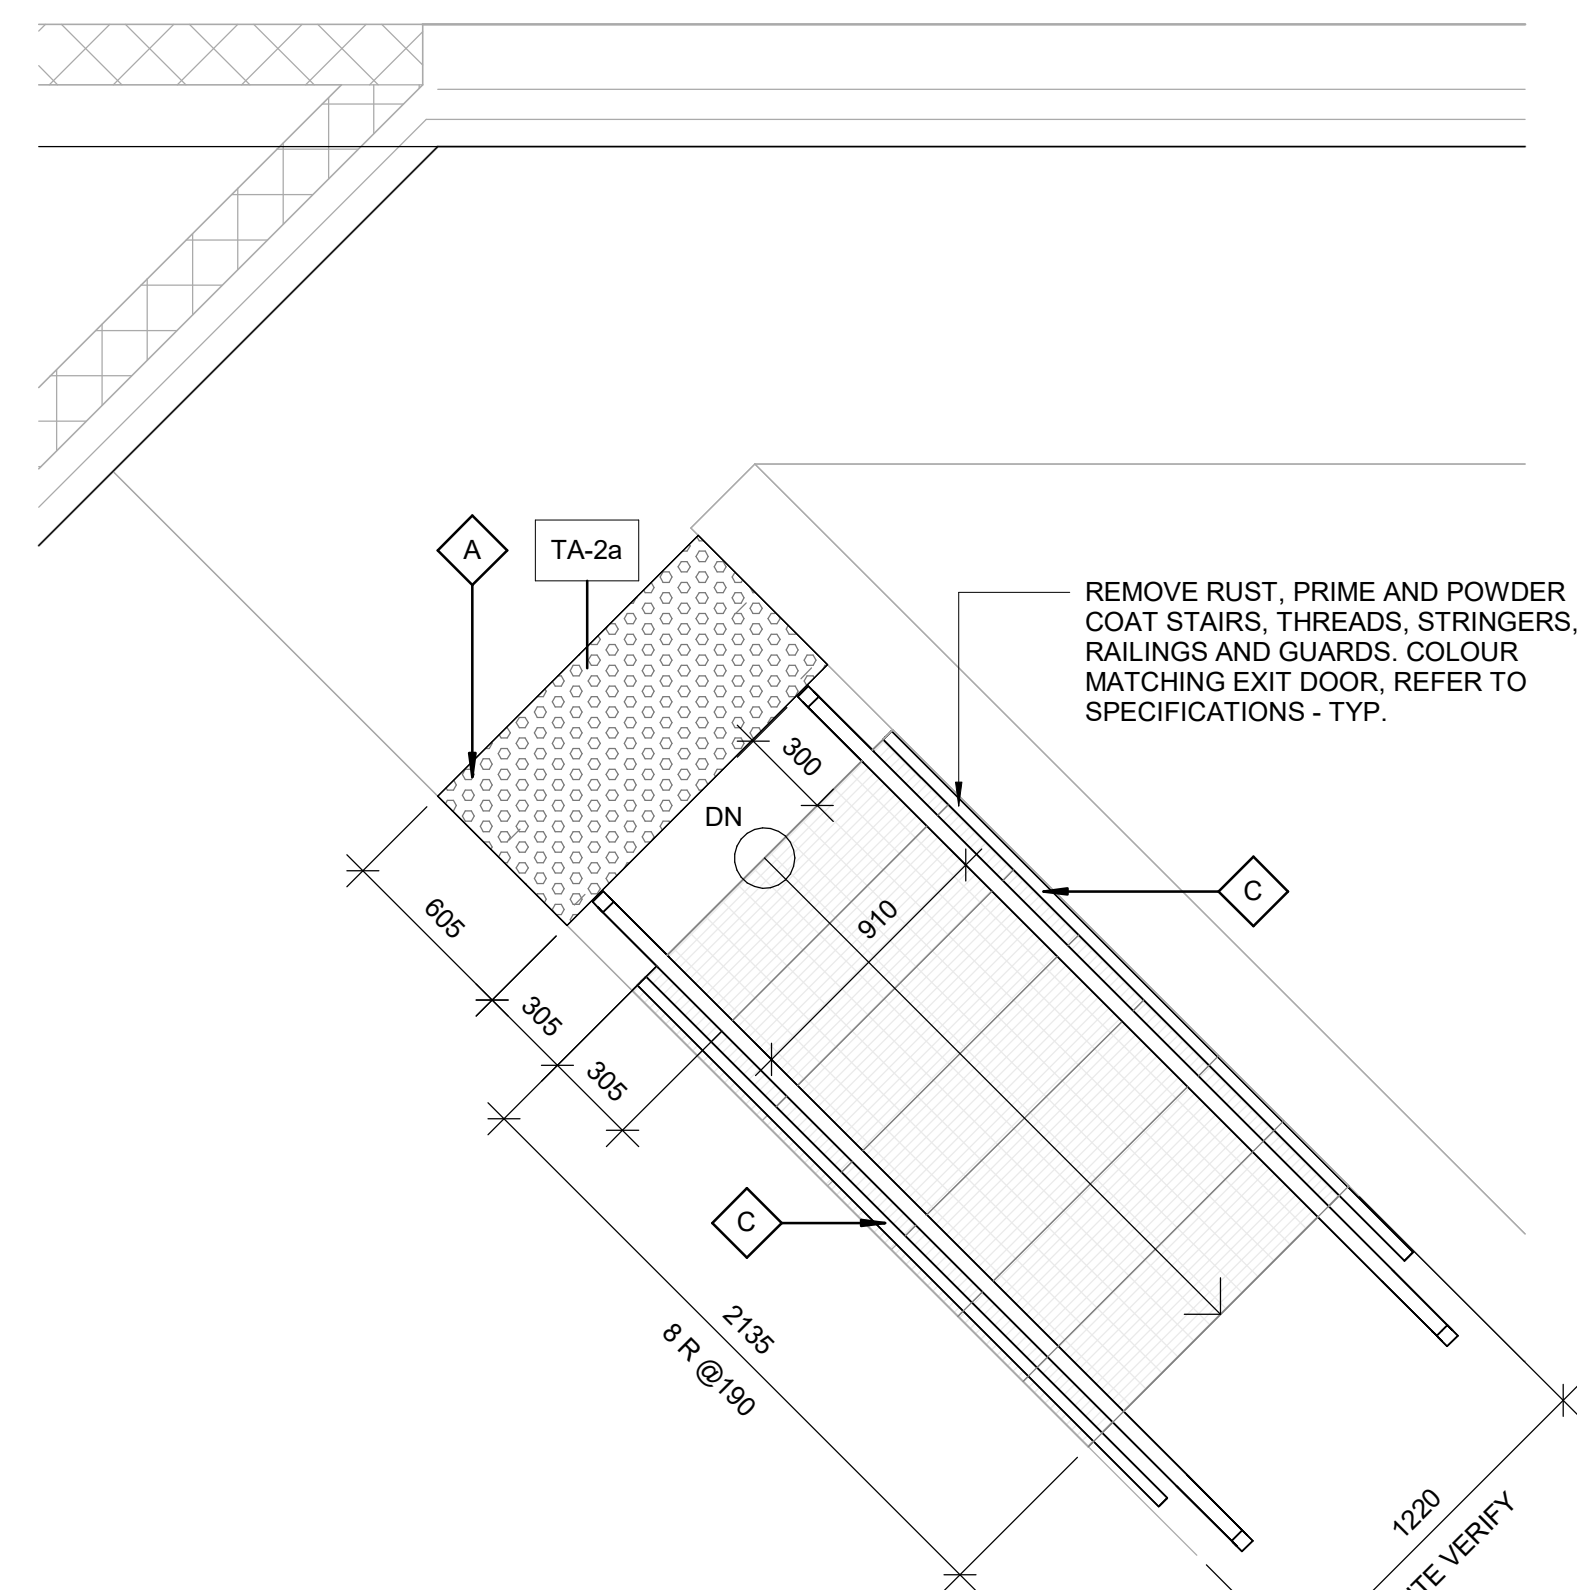 A
TA-2a
REMOVE RUST, PRIME AND POWDER
COAT STAIRS, THREADS, STRINGERS,
RAILINGS AND GUARDS. COLOUR
MATCHING EXIT DOOR, REFER TO
SPECIFICATIONS - TYP.
300
DN
C
910
605
305
305
C
2135
8 R @190
1220
VERIFY